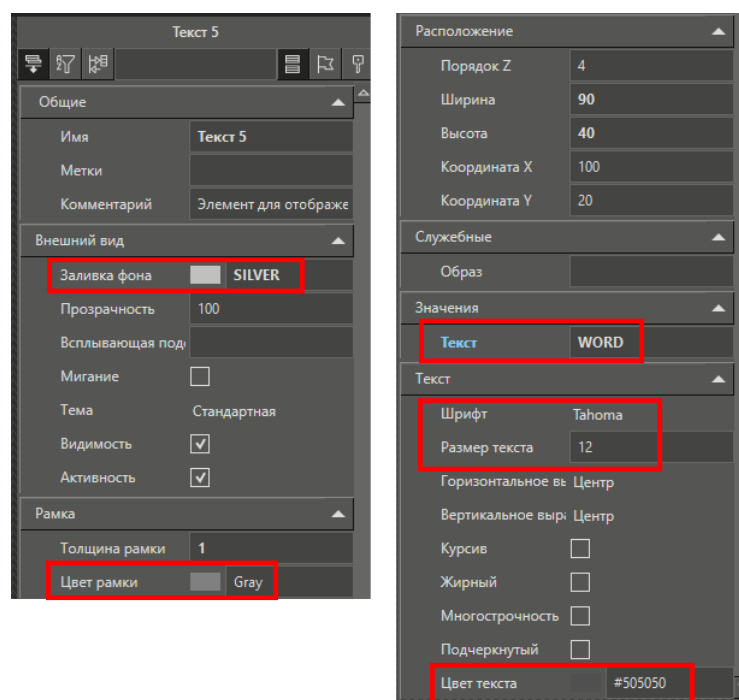 Текст 5
Общие
Имя Текст 5
Метки
Комментарий Элемент для отображе
Внешний вид
Заливка фона SILVER
Прозрачность 100
Всплывающая под
Мигание
Тема Стандартная
Видимость
Активность
Рамка
Толщина рамки 1
Цвет рамки Gray
Расположение
Порядок Z 4
Ширина 90
Высота 40
Координата X 100
Координата Y 20
Служебные
Образ
Значения
Текст WORD
Текст
Шрифт Tahoma
Размер текста 12
Горизонтальное вы Центр
Вертикальное выра Центр
Курсив
Жирный
Многострочность
Подчеркнутый
Цвет текста #505050